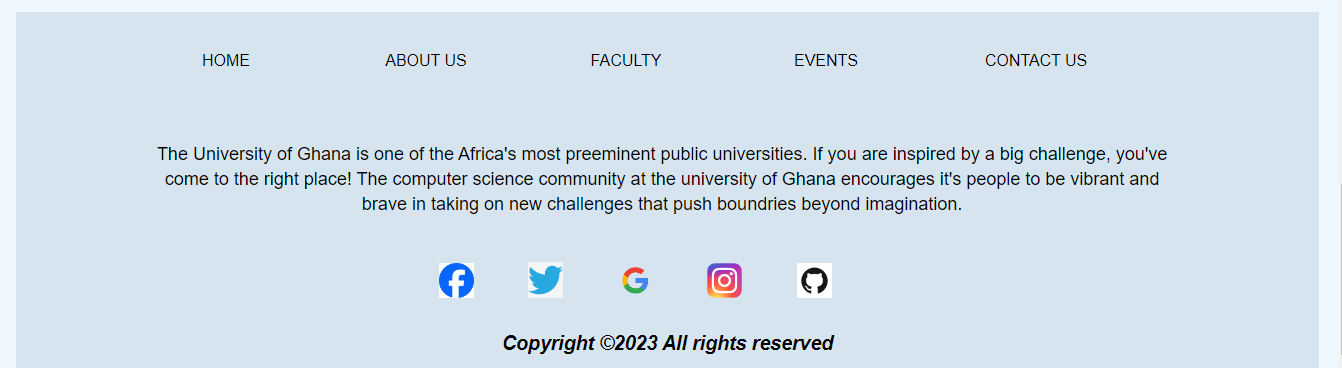 HOME ABOUT US FACULTY EVENTS CONTACT US
The University of Ghana is one of the Africa's most preeminent public universities. If you are inspired by a big challenge, you've
come to the right place! The computer science community at the university of Ghana encourages it's people to be vibrant and
brave in taking on new challenges that push boundries beyond imagination.
Copyright ©2023 All rights reserved